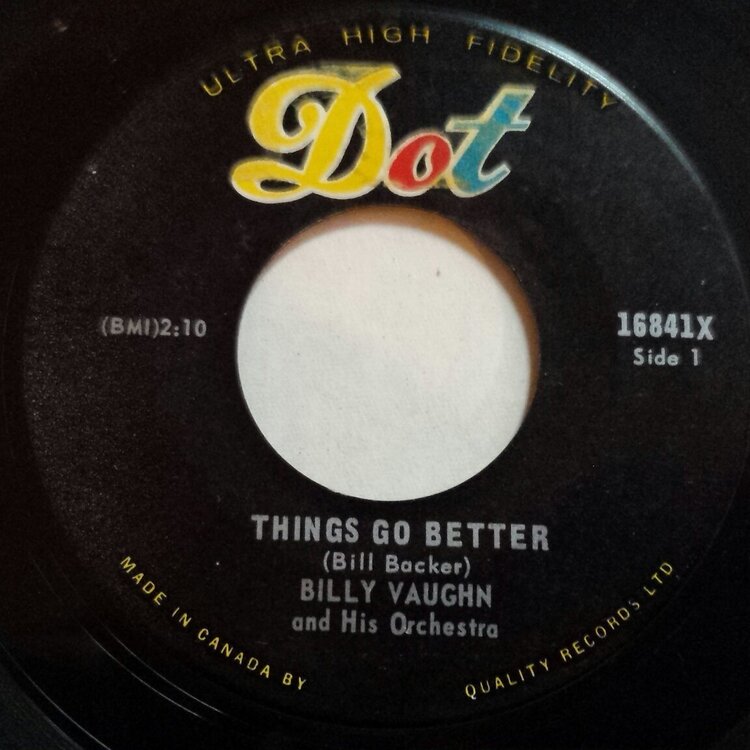 ULTRA HIGH FIDELITY
Dot
(BMI)2:10
16841X
Side 1
THINGS GO BETTER
(Bill Backer)
BILLY VAUGHN
and His Orchestra
MADE IN CANADA BY
QUALITY RECORDS LTD